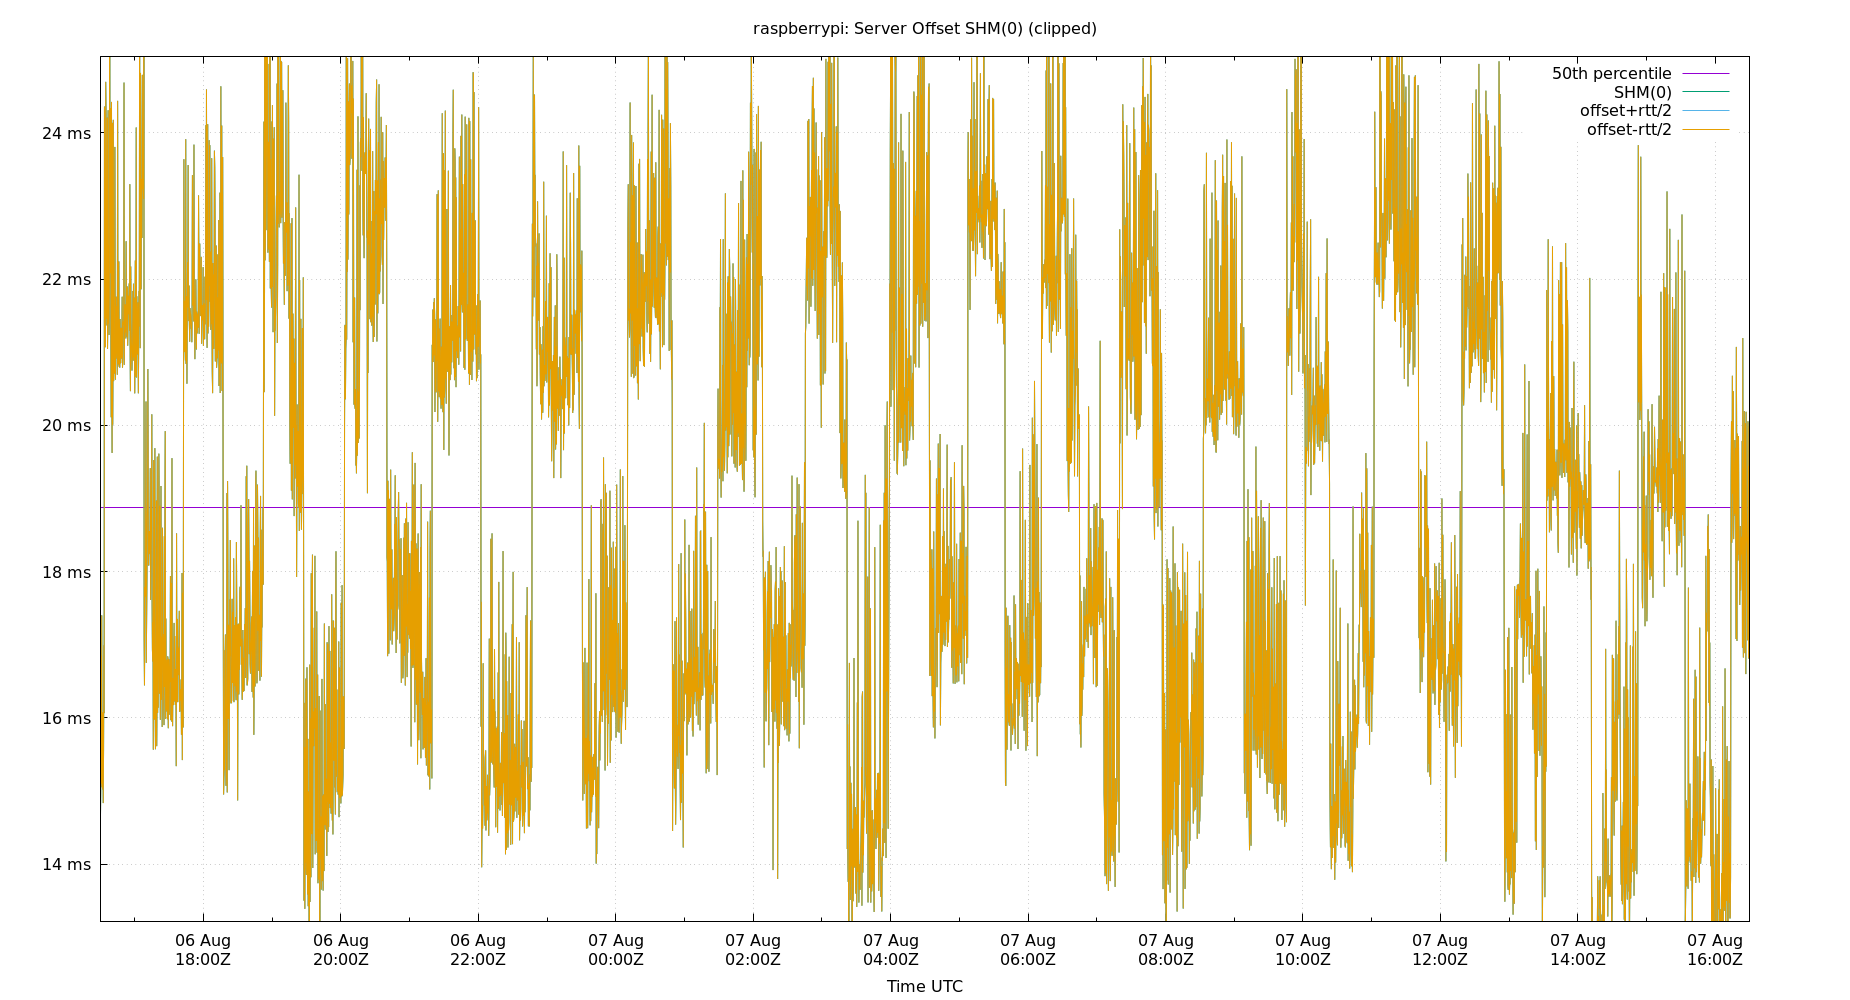 raspberrypi: Server Offset SHM(0) (clipped)
50th percentile
SHM(0)
offset+rtt/2
offset-rtt/2
24 ms
22 ms
20 ms
18 ms
16 ms
14 ms
06 Aug 06 Aug 06 Aug 07 Aug 07 Aug 07 Aug 07 Aug 07 Aug 07 Aug 07 Aug 07 Aug 07 Aug
18:00Z 20:00Z 22:00Z 00:00Z 02:00Z 04:00Z 06:00Z 08:00Z 10:00Z 12:00Z 14:00Z 16:00Z
Time UTC